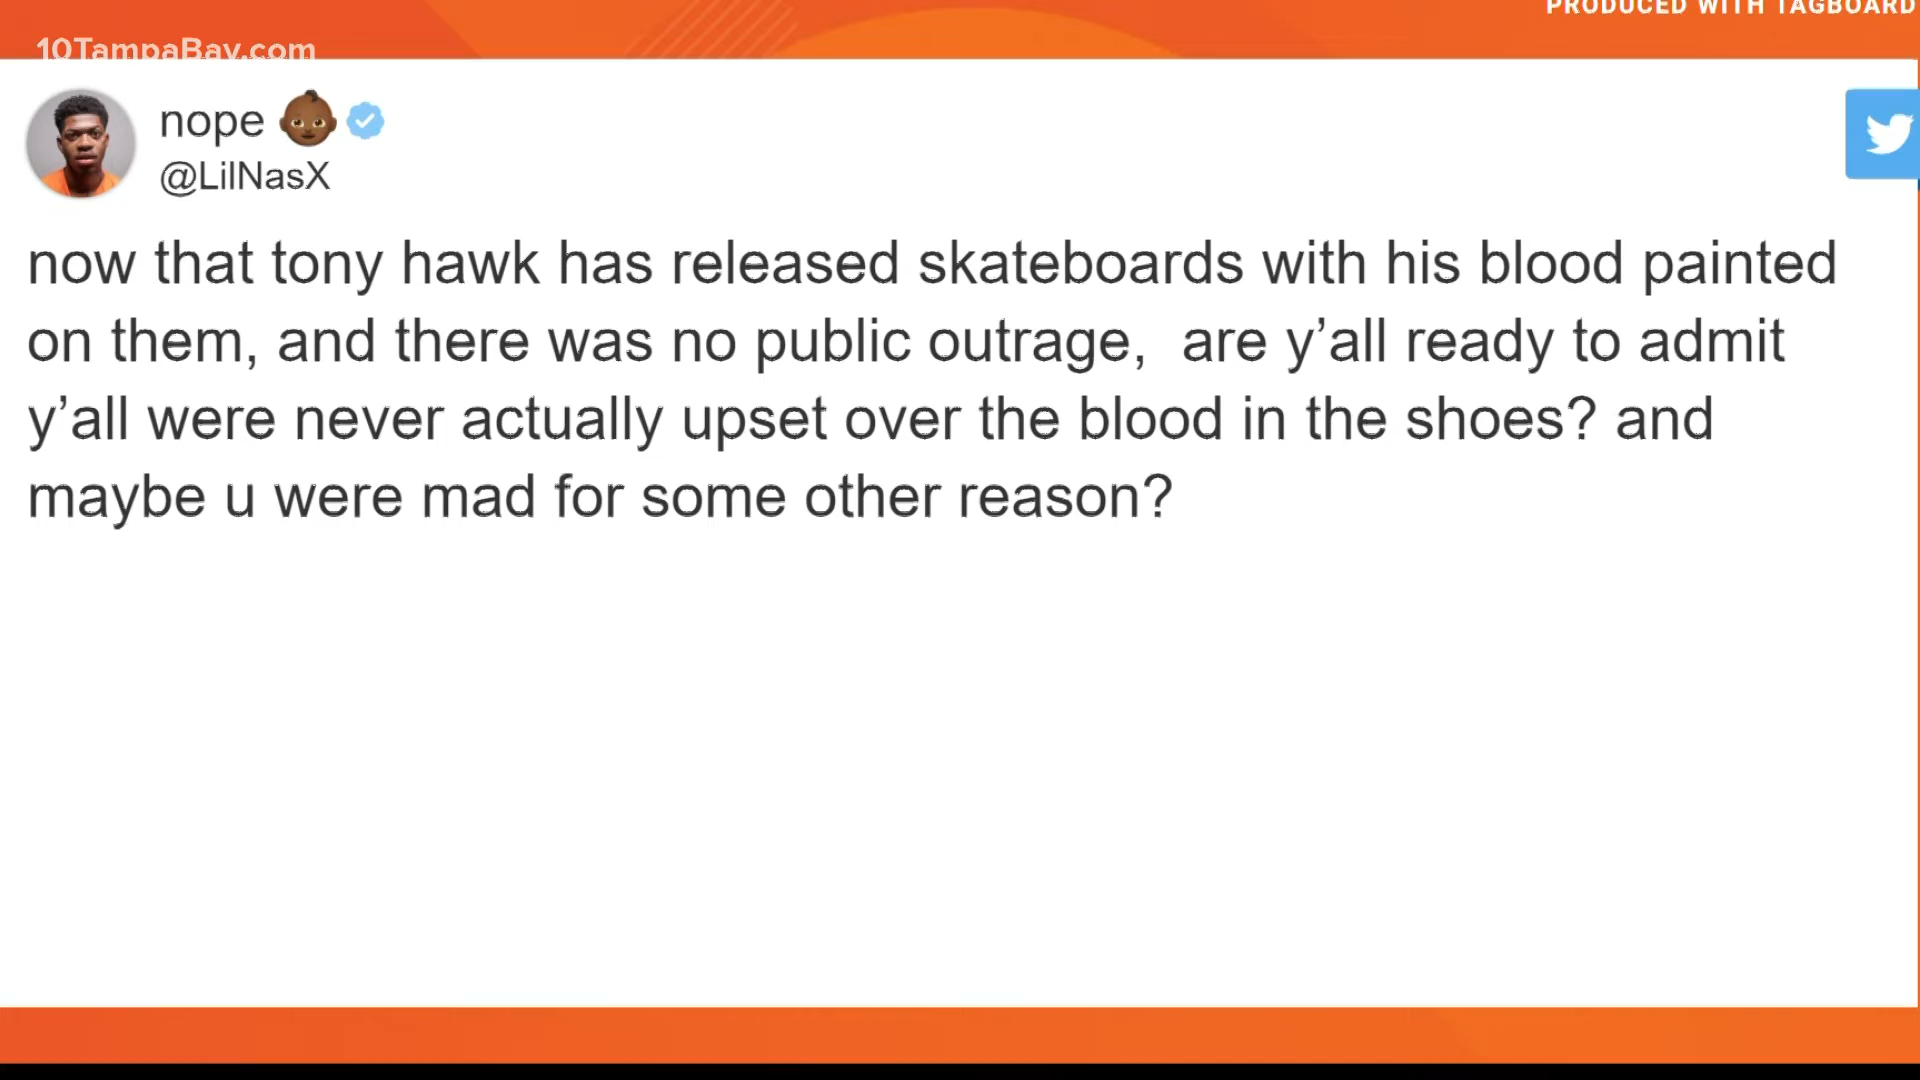 PRODUCED WITH TAGBOARD
10TampaBay.com
nope
@LilNasX
now that tony hawk has released skateboards with his blood painted
on them, and there was no public outrage,  are y’all ready to admit
y’all were never actually upset over the blood in the shoes? and
maybe u were mad for some other reason?